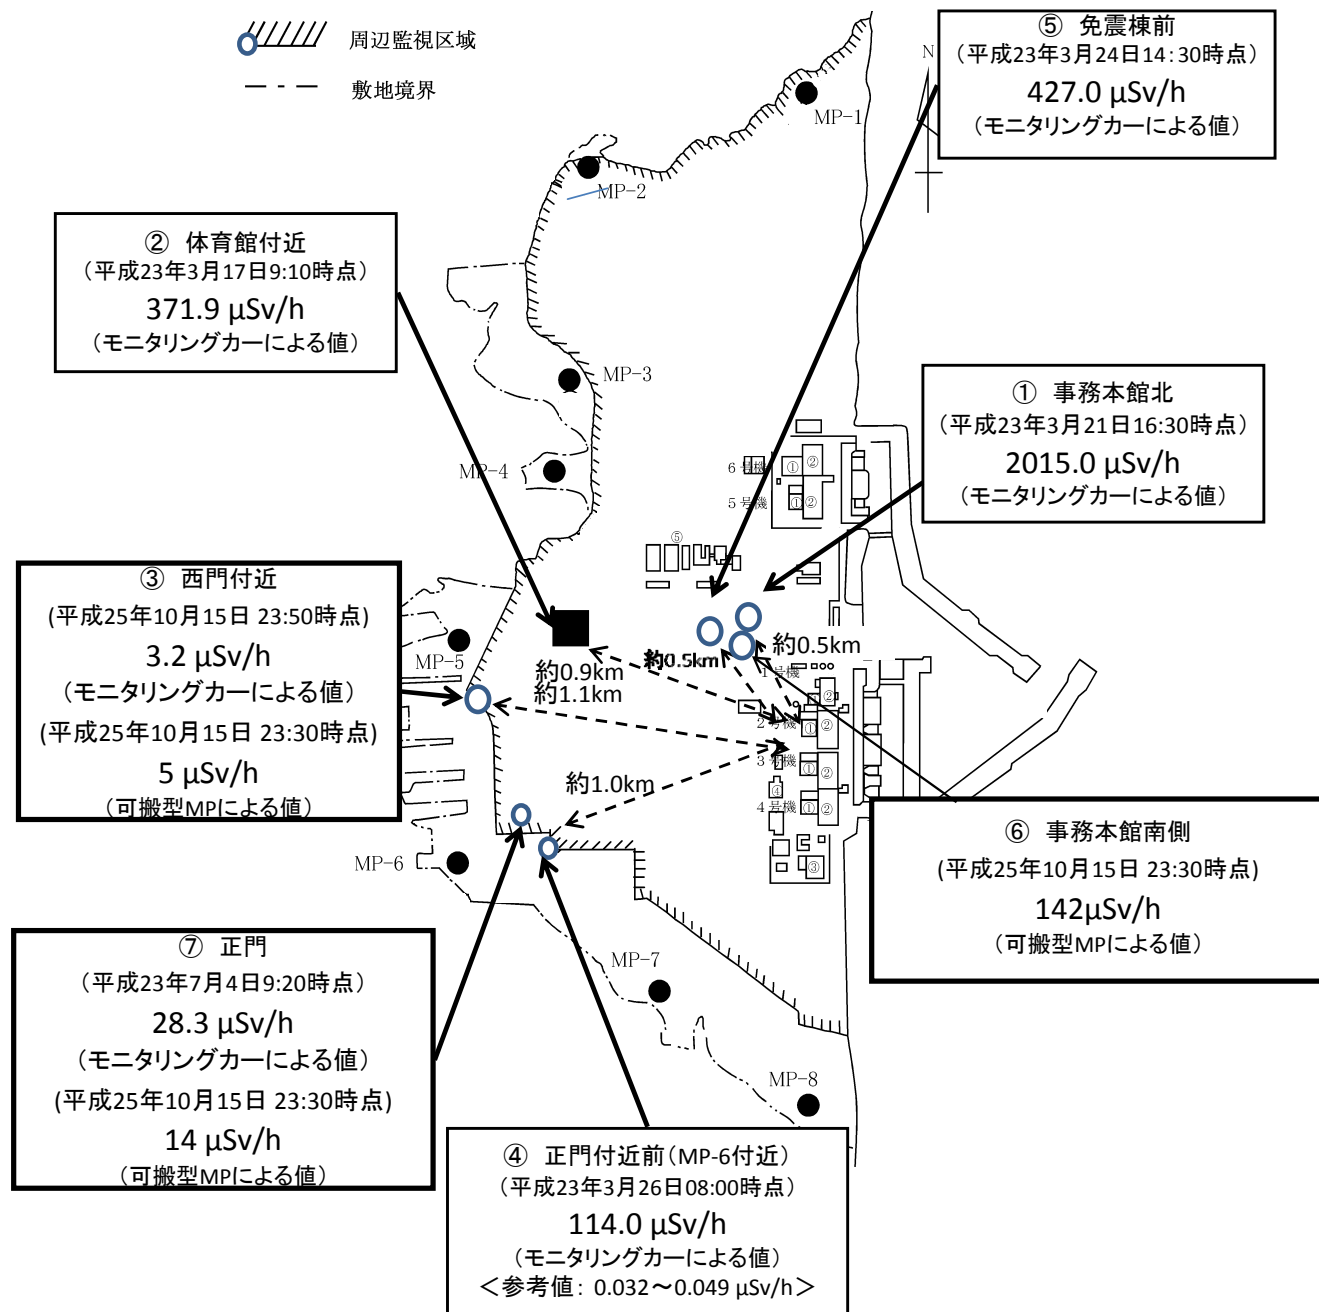 周辺監視区域
敷地境界
⑤ 免震棟前
（平成23年3月24日14:30時点）
427.0 μSv/h
（モニタリングカーによる値）
N
MP-1
MP-2
② 体育館付近
（平成23年3月17日9:10時点）
371.9 μSv/h
（モニタリングカーによる値）
MP-3
① 事務本館北
（平成23年3月21日16:30時点）
2015.0 μSv/h
（モニタリングカーによる値）
MP-4
6号機
①
②
5号機
①
②
⑤
③ 西門付近
(平成25年10月15日 23:50時点)
3.2 μSv/h
（モニタリングカーによる値）
(平成25年10月15日 23:30時点)
5 μSv/h
（可搬型MPによる値）
MP-5
約0.9km
約1.1km
約0.5km
約0.5km
1号機
②
2号機
①
②
3号機
①
②
約1.0km
④
4号機
①
②
③
MP-6
⑥ 事務本館南側
(平成25年10月15日 23:30時点)
142μSv/h
（可搬型MPによる値）
⑦ 正門
（平成23年7月4日9:20時点）
28.3 μSv/h
（モニタリングカーによる値）
(平成25年10月15日 23:30時点)
14 μSv/h
（可搬型MPによる値）
MP-7
MP-8
④ 正門付近前（MP-6付近）
（平成23年3月26日08:00時点）
114.0 μSv/h
（モニタリングカーによる値）
＜参考値：0.032～0.049 μSv/h＞